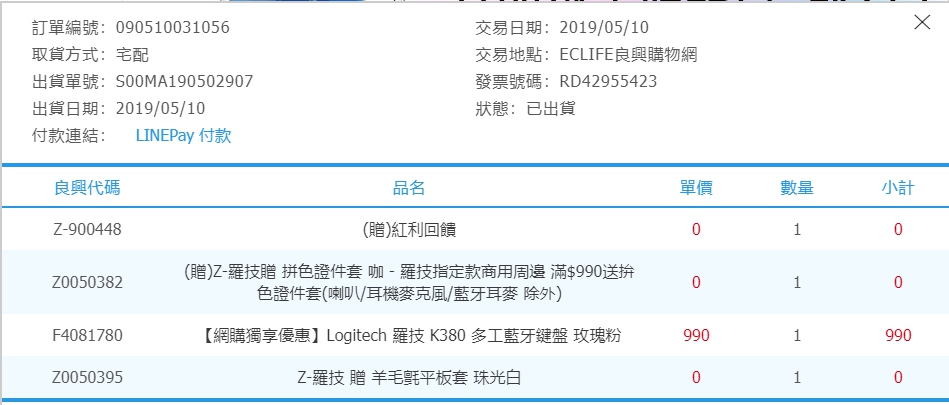 訂單編號：090510031056
交易日期：2019/05/10
取貨方式：宅配
交易地點：ECLIFE良興購物網
出貨單號：S00MA190502907
發票號碼：RD42955423
出貨日期：2019/05/10
狀態：已出貨
付款連結： LINEPay 付款
良興代碼 品名 單價 數量 小計
Z-900448 (贈)紅利回饋 0 1 0
Z0050382 (贈)Z-羅技贈 拼色證件套 咖 - 羅技指定款商用周邊 滿$990送拚 0 1 0
色證件套(喇叭/耳機麥克風/藍牙耳麥 除外)
F4081780 【網購獨享優惠】Logitech 羅技 K380 多工藍牙鍵盤 玫瑰粉 990 1 990
Z0050395 Z-羅技 贈 羊毛氈平板套 珠光白 0 1 0